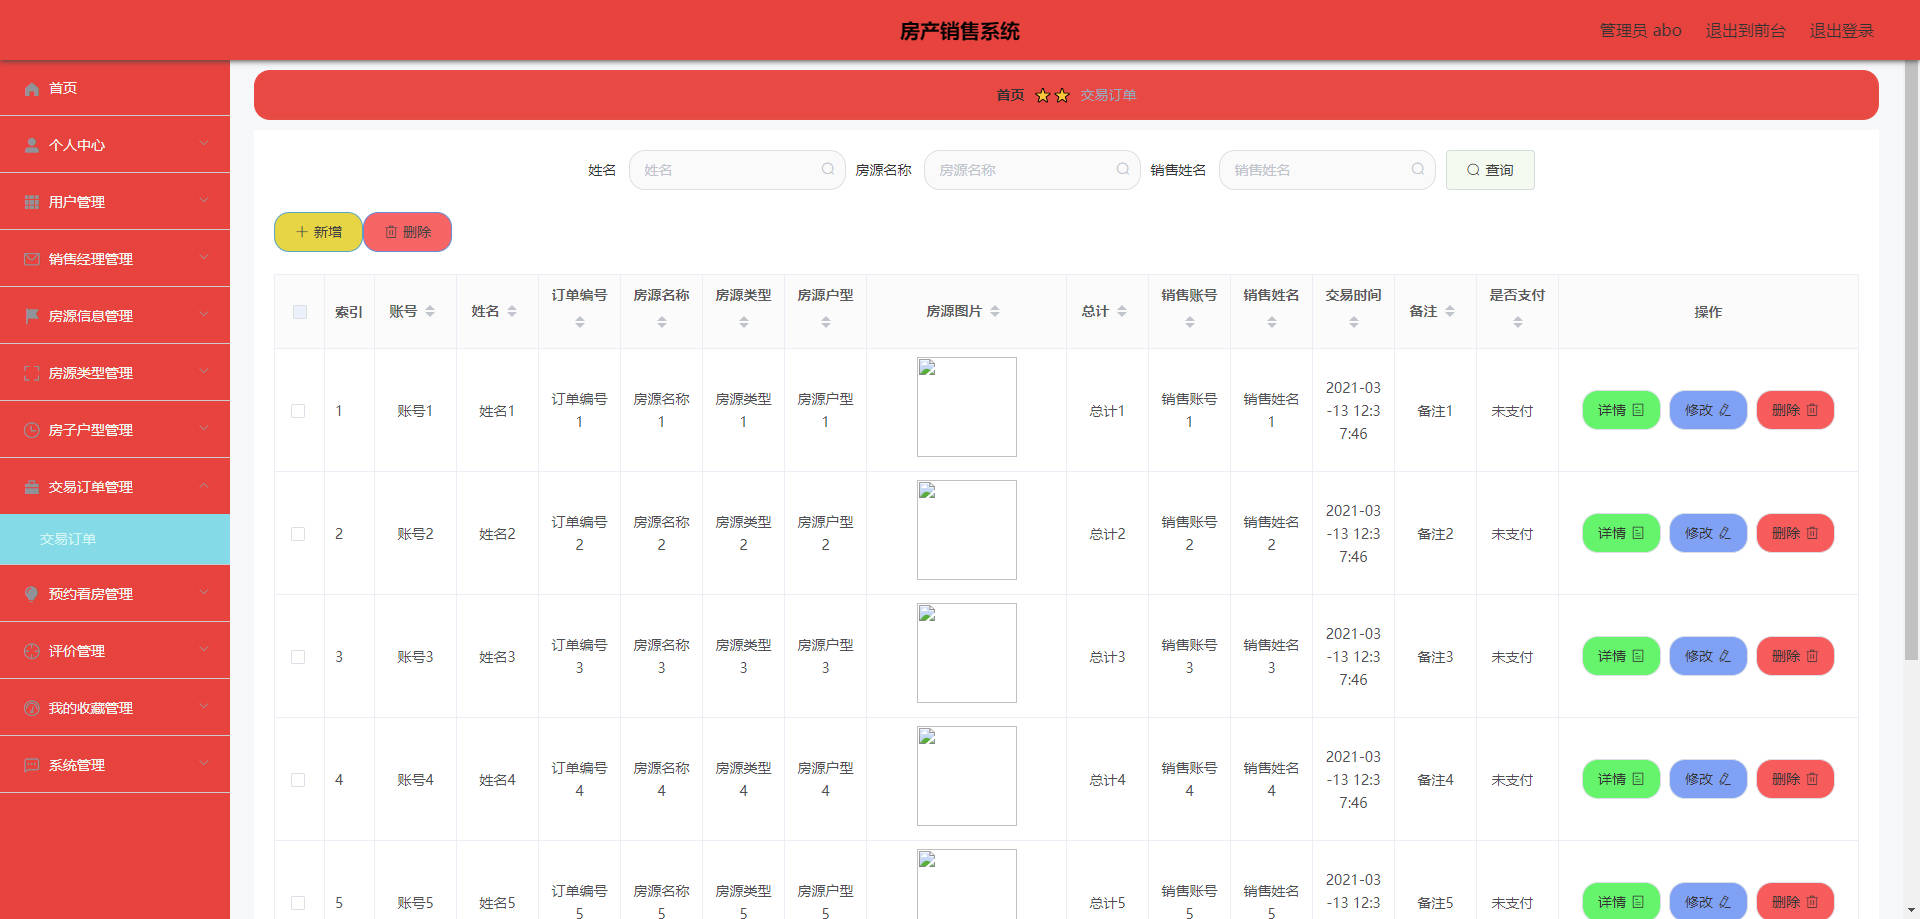 房产销售系统
管理员 abo 退出到前台 退出登录
首页
个人中心
用户管理
销售经理管理
房源信息管理
房源类型管理
房子户型管理
交易订单管理
交易订单
预约看房管理
评价管理
我的收藏管理
系统管理
首页 交易订单
姓名 姓名 房源名称 房源名称 销售姓名 销售姓名 查询
新增 删除
索引 账号 姓名 订单编号 房源名称 房源类型 房源户型 房源图片 总计 销售账号 销售姓名 交易时间 备注 是否支付 操作
1 账号1 姓名1 订单编号1 房源名称1 房源类型1 房源户型1 总计1 销售账号1 销售姓名1 2021-03-13 12:37:46 备注1 未支付 详情 修改 删除
2 账号2 姓名2 订单编号2 房源名称2 房源类型2 房源户型2 总计2 销售账号2 销售姓名2 2021-03-13 12:37:46 备注2 未支付 详情 修改 删除
3 账号3 姓名3 订单编号3 房源名称3 房源类型3 房源户型3 总计3 销售账号3 销售姓名3 2021-03-13 12:37:46 备注3 未支付 详情 修改 删除
4 账号4 姓名4 订单编号4 房源名称4 房源类型4 房源户型4 总计4 销售账号4 销售姓名4 2021-03-13 12:37:46 备注4 未支付 详情 修改 删除
5 账号5 姓名5 订单编号5 房源名称5 房源类型5 房源户型5 总计5 销售账号5 销售姓名5 2021-03-13 12:3 备注5 未支付 详情 修改 删除